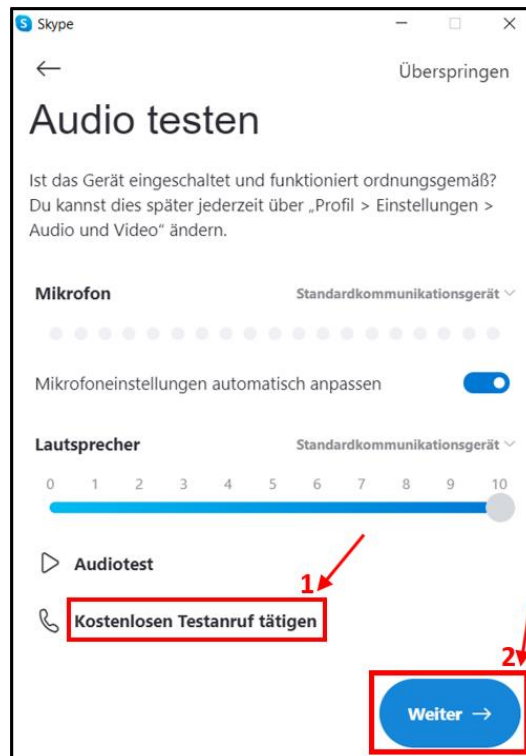 Skype
Überspringen
Audio testen
Ist das Gerät eingeschaltet und funktioniert ordnungsgemäß?
Du kannst dies später jederzeit über „Profil > Einstellungen >
Audio und Video" ändern.
Mikrofon Standardkommunikationsgerät
Mikrofoneinstellungen automatisch anpassen
Lautsprecher Standardkommunikationsgerät
0 1 2 3 4 5 6 7 8 9 10
Audiotest
1
Kostenlosen Testanruf tätigen
2
Weiter →